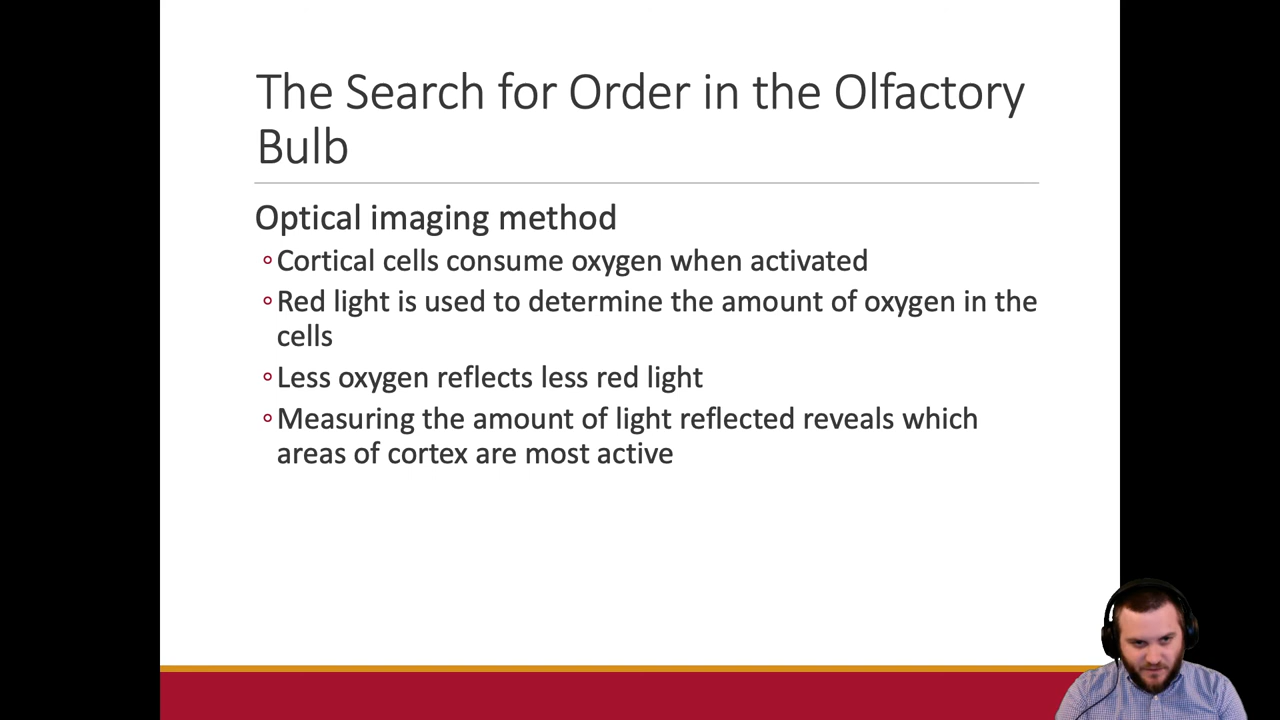 The Search for Order in the Olfactory
Bulb
Optical imaging method
◦Cortical cells consume oxygen when activated
◦Red light is used to determine the amount of oxygen in the
cells
◦Less oxygen reflects less red light
◦Measuring the amount of light reflected reveals which
areas of cortex are most active